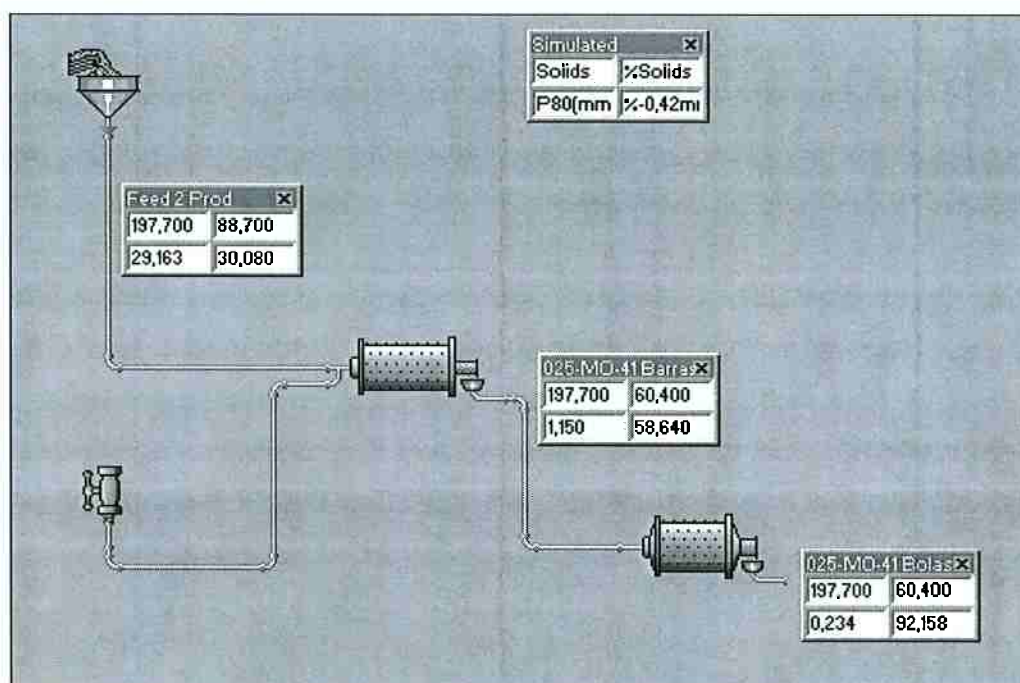 Simulated
Solids %Solids
P80(mm %-0,42mı
Feed 2 Prod
197,700 88,700
29,163 30,080
025-MO-41 Barras
197,700 60,400
1,150 58,640
025-MO-41 Bolas
197,700 60,400
0,234 92,158